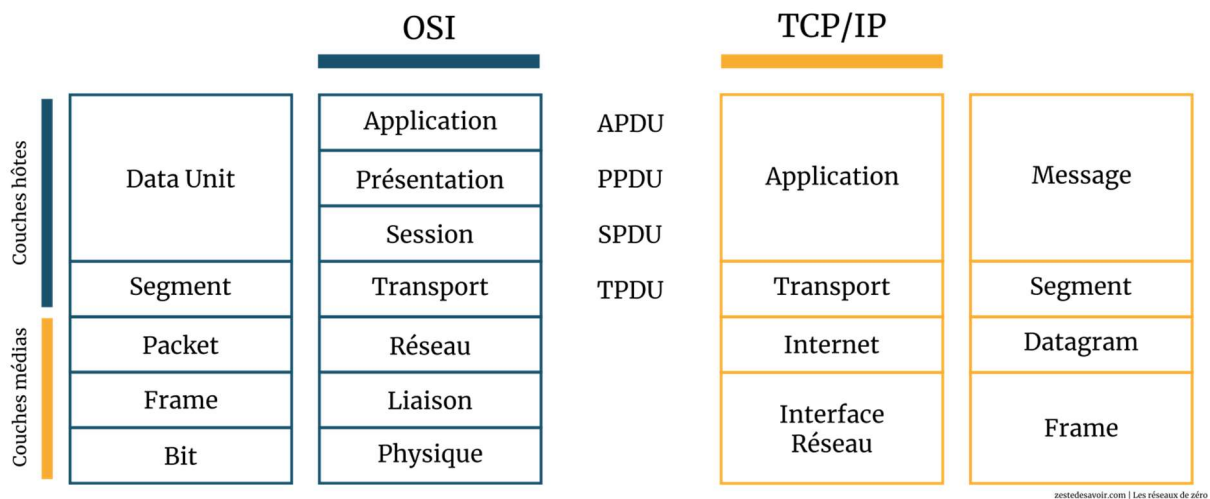 OSI
TCP/IP
Couches hôtes
Couches médias
Data Unit
Segment
Packet
Frame
Bit
Application
Présentation
Session
Transport
Réseau
Liaison
Physique
APDU
PPDU
SPDU
TPDU
Application
Transport
Internet
Interface
Réseau
Message
Segment
Datagram
Frame
zestedesavoir.com | Les réseaux de zéro